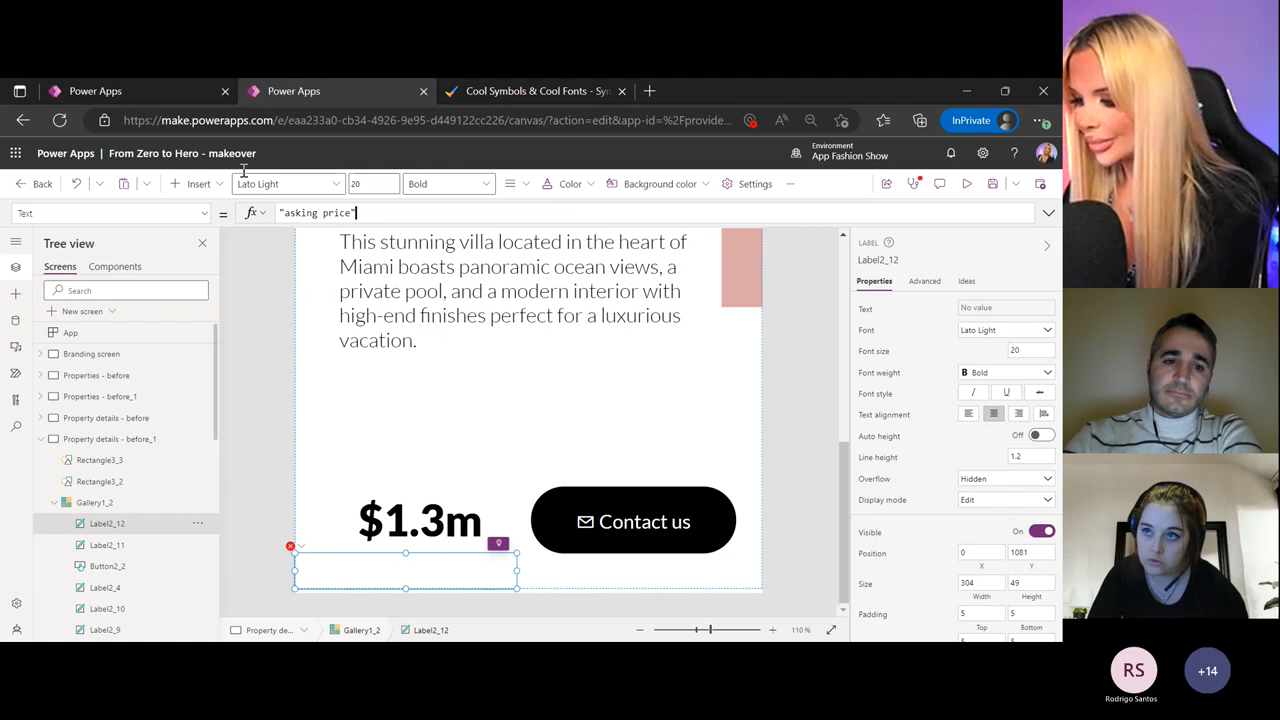 Power Apps
Power Apps
Cool Symbols & Cool Fonts - Syr
https://make.powerapps.com/e/eaa233a0-cb34-4926-9e95-d449122cc226/canvas/?action=edit&app-id=%2Fprovide...
InPrivate
Power Apps | From Zero to Hero - makeover
Environment
App Fashion Show
Back
Insert
Lato Light
20
Bold
Color
Background color
Settings
Text
=
fx
"asking price"
Tree view
Screens
Components
Search
New screen
App
Branding screen
Properties - before
Properties - before_1
Property details - before
Property details - before_1
Rectangle3_3
Rectangle3_2
Gallery1_2
Label2_12
Label2_11
Button2_2
Label2_4
Label2_10
Label2_9
This stunning villa located in the heart of
Miami boasts panoramic ocean views, a
private pool, and a modern interior with
high-end finishes perfect for a luxurious
vacation.
$1.3m
Contact us
Property de...
Gallery1_2
Label2_12
110 %
LABEL
Label2_12
Properties
Advanced
Ideas
Text
No value
Font
Lato Light
Font size
20
Font weight
B Bold
Font style
Text alignment
Auto height
Off
Line height
1.2
Overflow
Hidden
Display mode
Edit
Visible
On
Position
0
1081
X
Y
Size
304
49
Width
Height
Padding
5
5
Top
Bottom
RS
Rodrigo Santos
+14